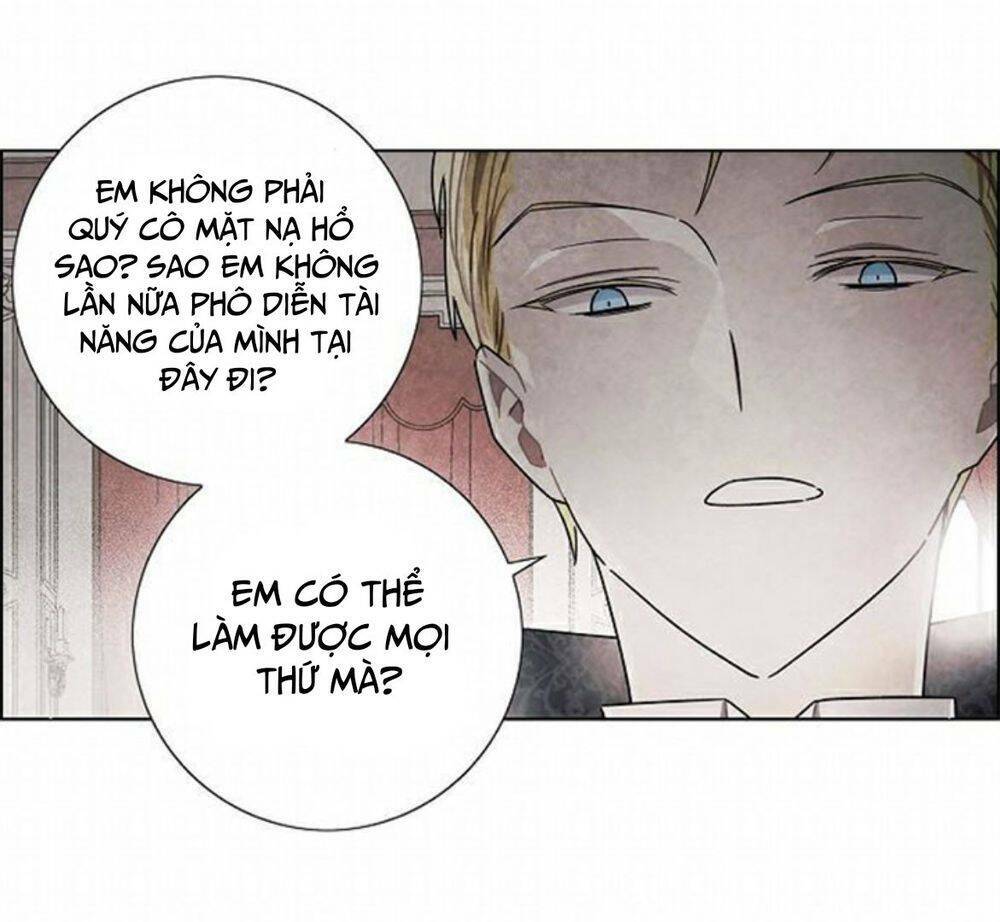 EM KHÔNG PHẢI
QUÝ CÔ MẶT NẠ HỔ
SAO? SAO EM KHÔNG
LẦN NỮA PHÔ DIỄN TÀI
NĂNG CỦA MÌNH TẠI
ĐÂY ĐI?
EM CÓ THỂ
LÀM ĐƯỢC MỌI
THỨ MÀ?